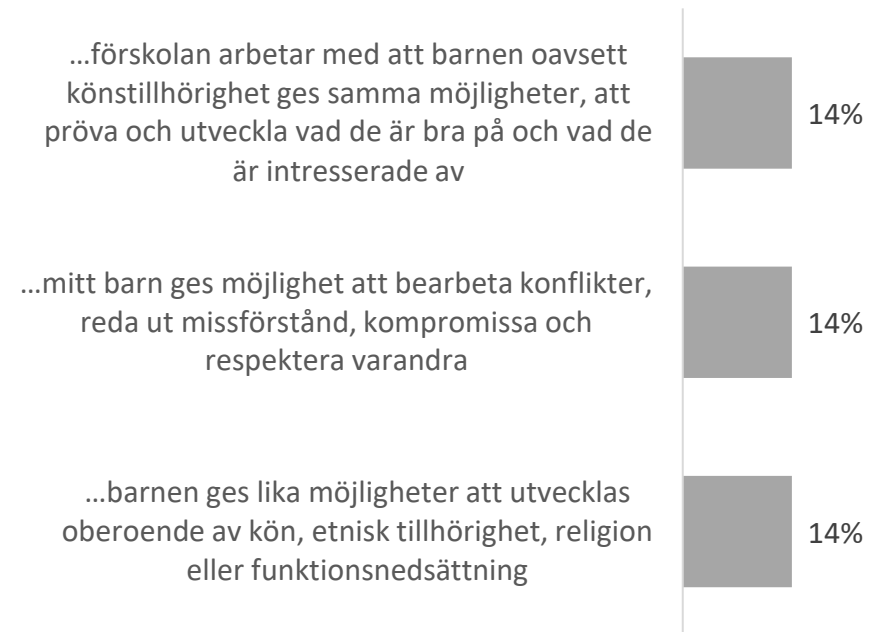 …förskolan arbetar med att barnen oavsett
könstillhörighet ges samma möjligheter, att
pröva och utveckla vad de är bra på och vad de
är intresserade av
14%
…mitt barn ges möjlighet att bearbeta konflikter,
reda ut missförstånd, kompromissa och
respektera varandra
14%
…barnen ges lika möjligheter att utvecklas
oberoende av kön, etnisk tillhörighet, religion
eller funktionsnedsättning
14%